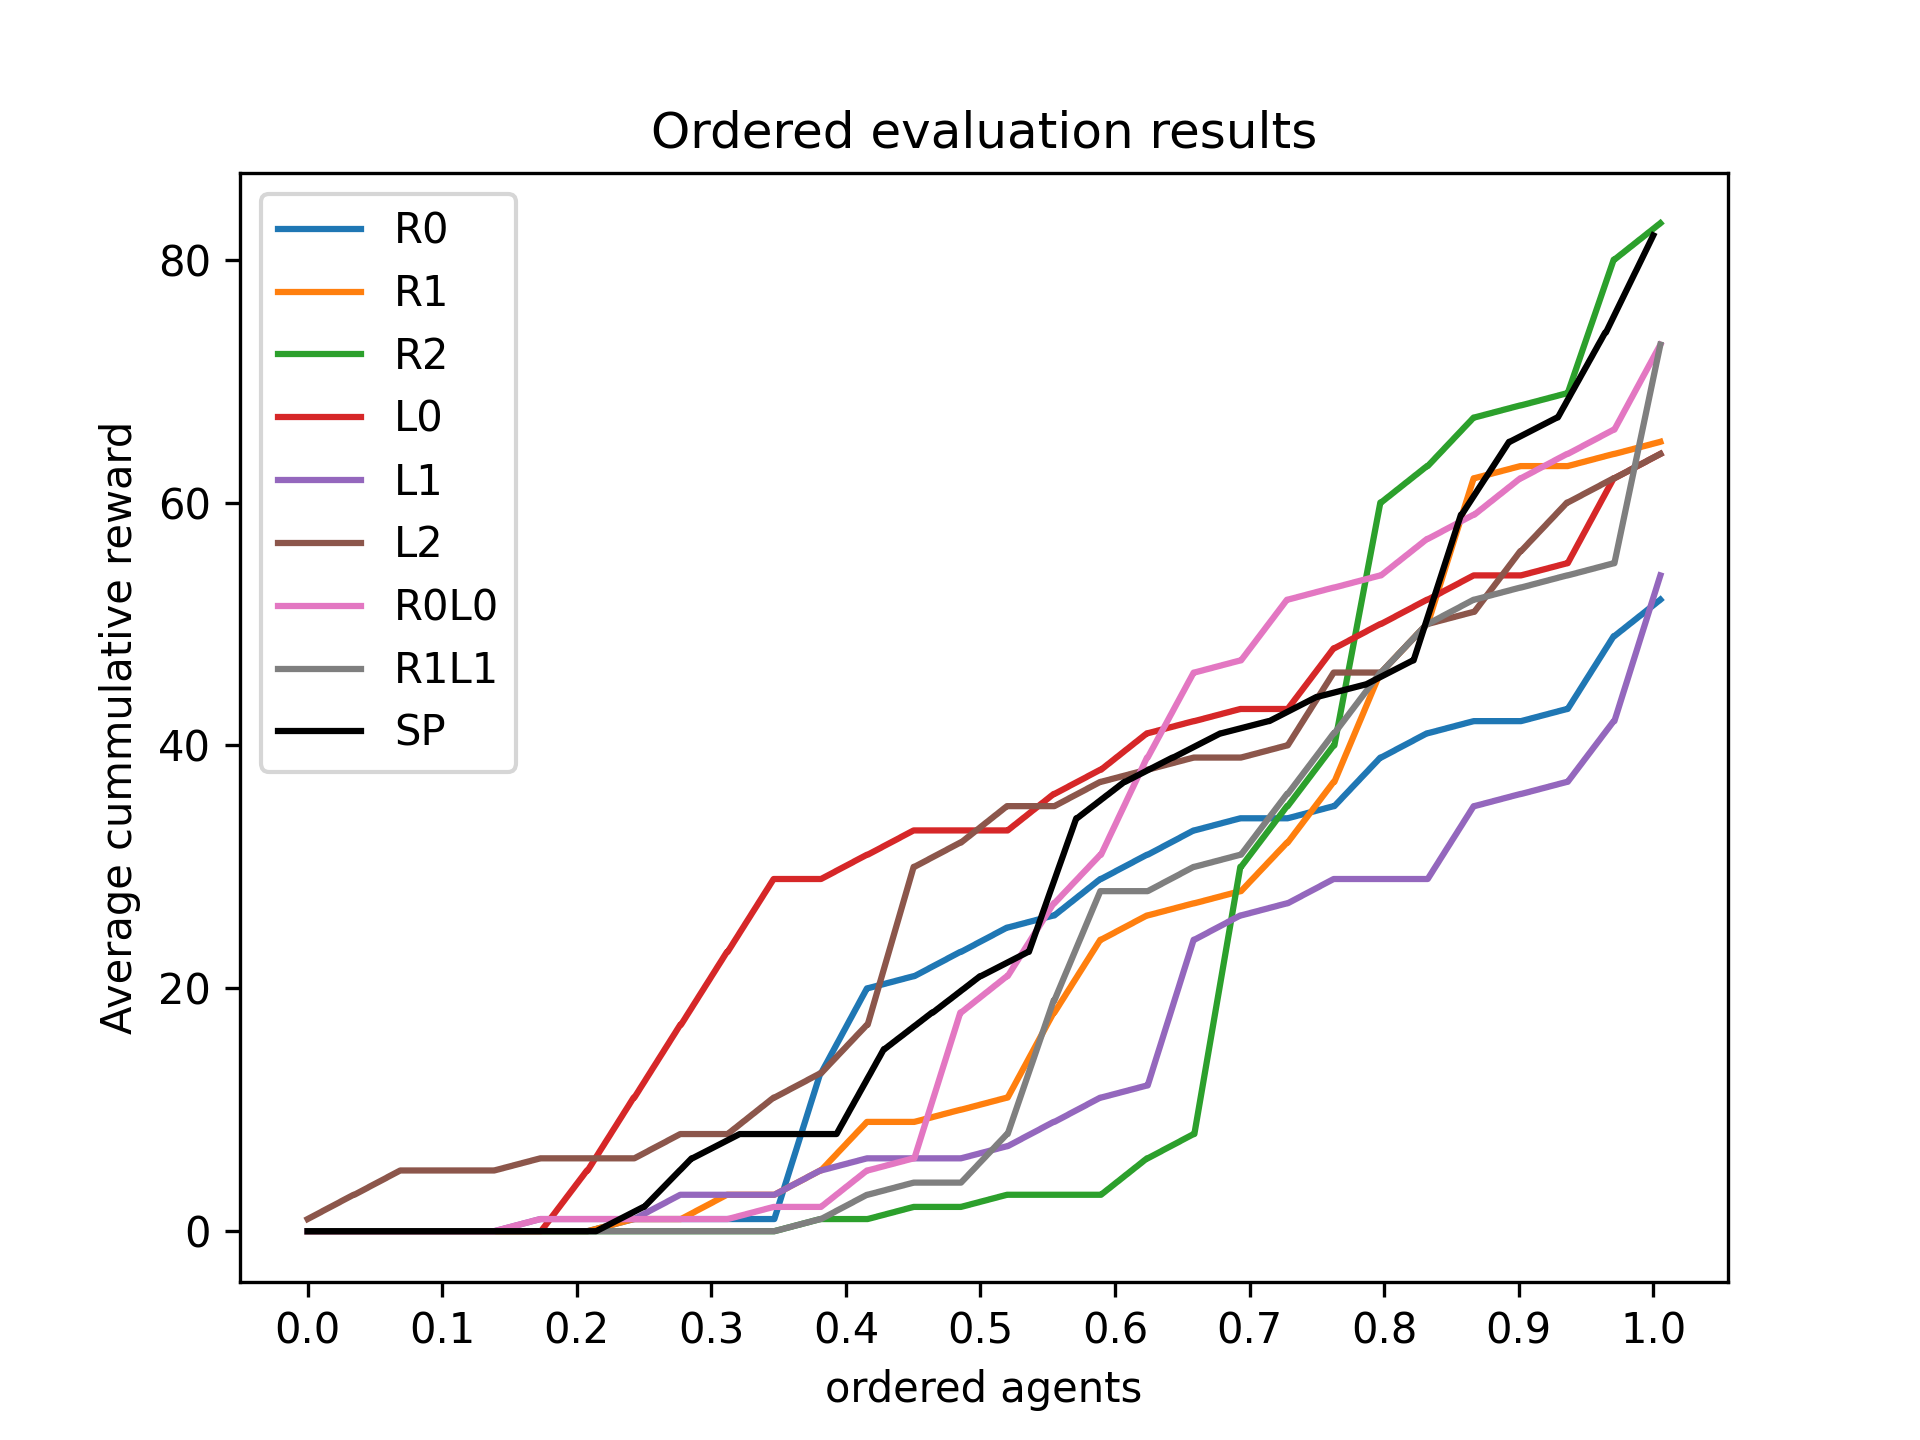 Ordered evaluation results
R0
R1
R2
L0
L1
L2
R0L0
R1L1
SP
Average cummulative reward
80
60
40
20
0
0.0 0.1 0.2 0.3 0.4 0.5 0.6 0.7 0.8 0.9 1.0
ordered agents